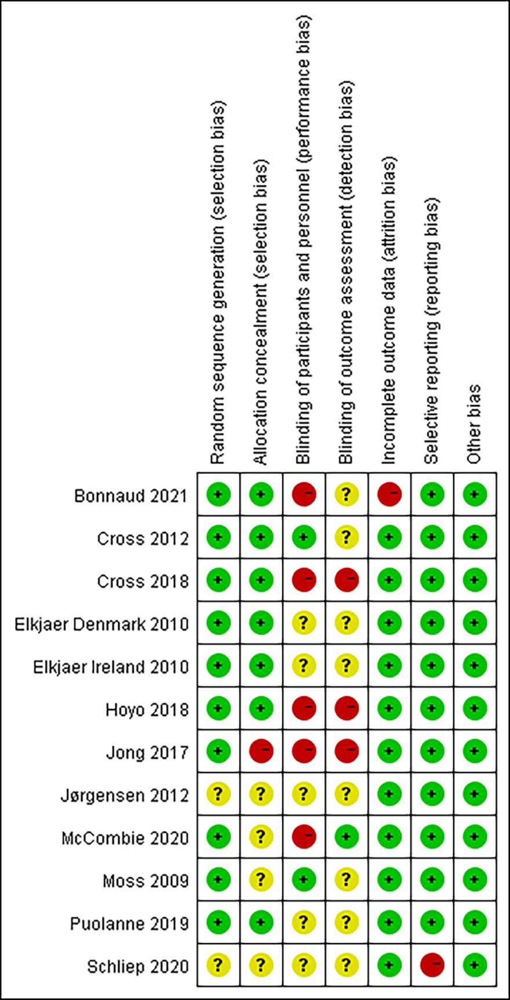 Random sequence generation (selection bias)
Allocation concealment (selection bias)
Blinding of participants and personnel (performance bias)
Blinding of outcome assessment (detection bias)
Incomplete outcome data (attrition bias)
Selective reporting (reporting bias)
Other bias
Bonnaud 2021 + + - ? - + +
Cross 2012 + + + ? + + +
Cross 2018 + + - - + + +
Elkjaer Denmark 2010 + + ? ? + + +
Elkjaer Ireland 2010 + + ? ? + + +
Hoyo 2018 + + - - + + +
Jong 2017 + - - - + + +
Jørgensen 2012 ? ? ? ? + + +
McCombie 2020 + ? - + + + +
Moss 2009 + ? + ? + + +
Puolanne 2019 + + ? ? + + +
Schliep 2020 ? ? ? ? + - +